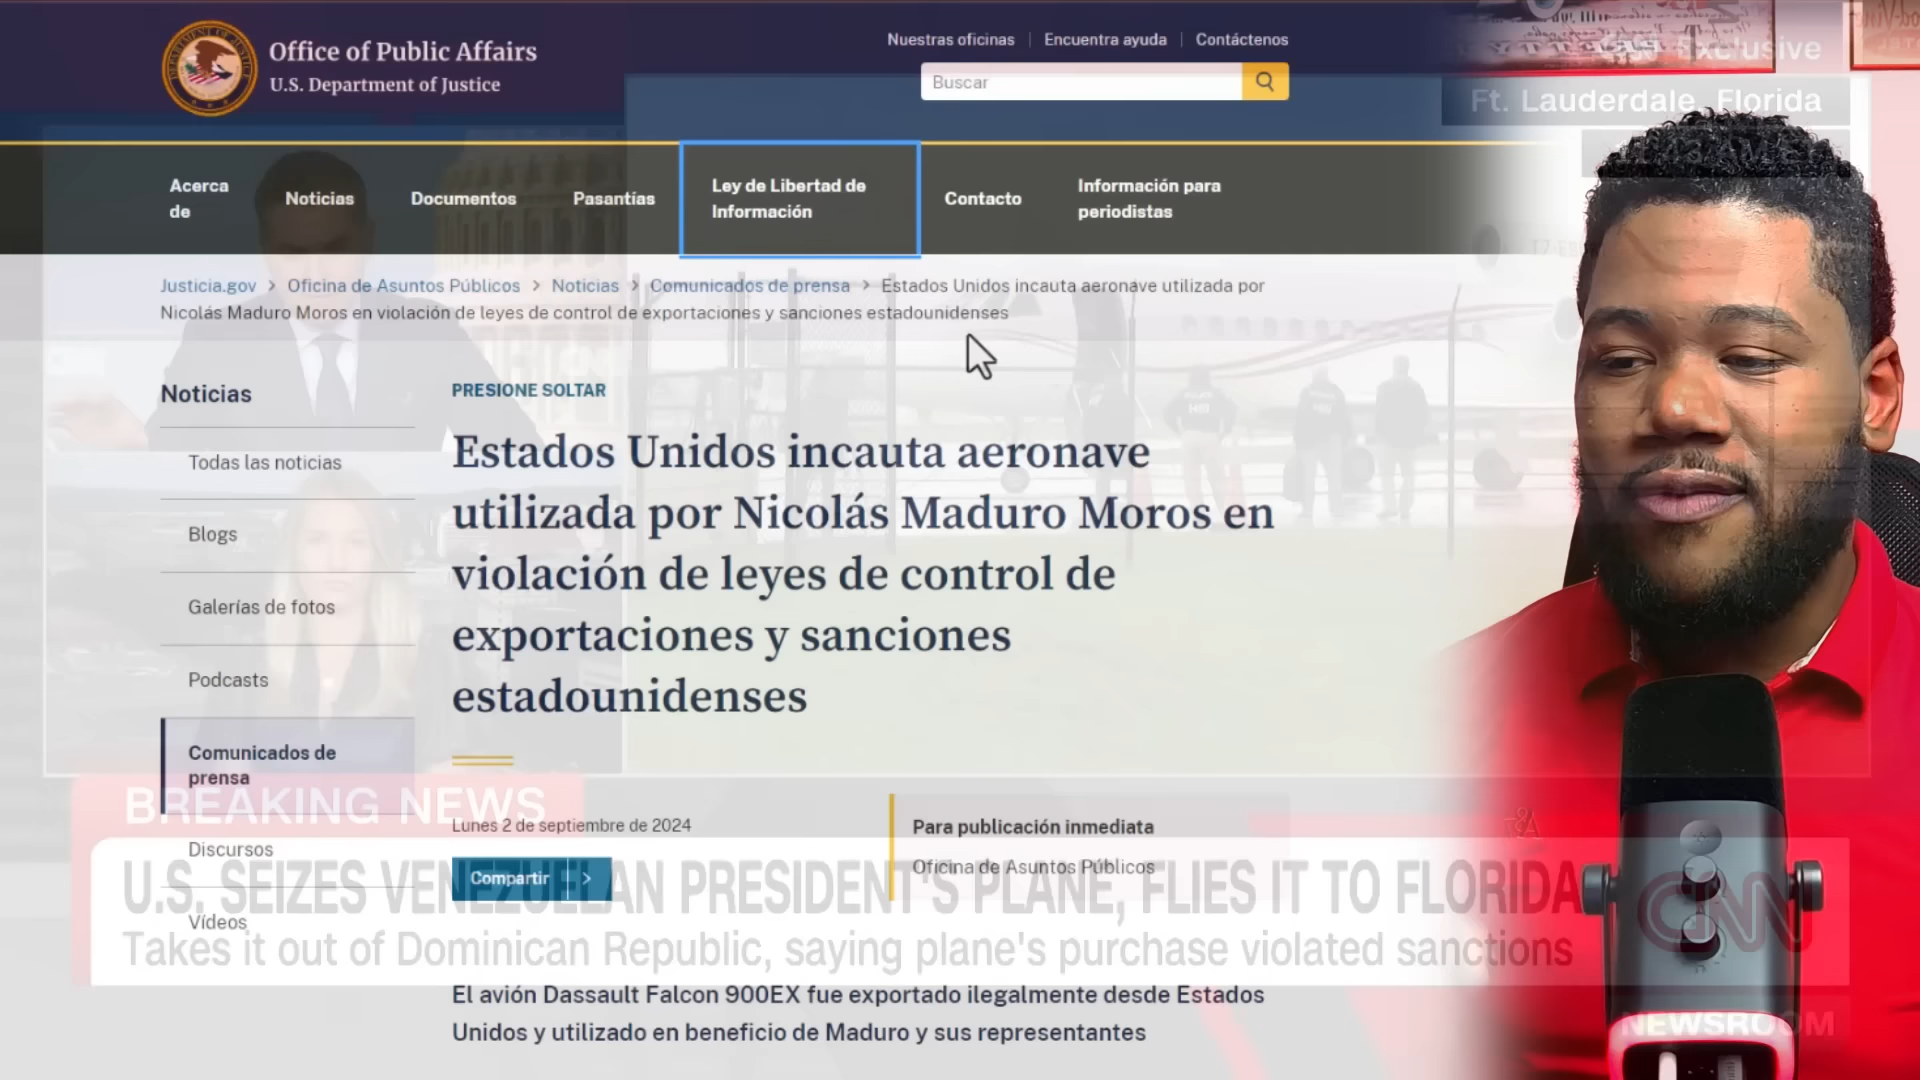 Office of Public Affairs
U.S. Department of Justice
Nuestras oficinas
Encuentra ayuda
Contáctenos
Buscar
Exclusive
Ft. Lauderdale, Florida
Acerca de
Noticias
Documentos
Pasantías
Ley de Libertad de
Información
Contacto
Información para
periodistas
Justicia.gov > Oficina de Asuntos Públicos > Noticias > Comunicados de prensa > Estados Unidos incauta aeronave utilizada por
Nicolás Maduro Moros en violación de leyes de control de exportaciones y sanciones estadounidenses
Noticias
Todas las noticias
Blogs
Galerías de fotos
Podcasts
Comunicados de
prensa
Discursos
Vídeos
PRESIONE SOLTAR
Estados Unidos incauta aeronave
utilizada por Nicolás Maduro Moros en
violación de leyes de control de
exportaciones y sanciones
estadounidenses
Lunes 2 de septiembre de 2024
Compartir >
Para publicación inmediata
Oficina de Asuntos Públicos
El avión Dassault Falcon 900EX fue exportado ilegalmente desde Estados
Unidos y utilizado en beneficio de Maduro y sus representantes
BREAKING NEWS
U.S. SEIZES VENEZUELAN PRESIDENT'S PLANE, FLIES IT TO FLORIDA
Takes it out of Dominican Republic, saying plane's purchase violated sanctions
CNN
NEWSROOM